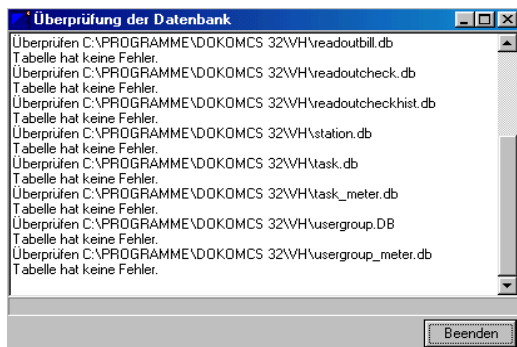 Überprüfung der Datenbank
Überprüfen C:\PROGRAMME\DOKOMCS 32\VH\readoutbill.db
Tabelle hat keine Fehler.
Überprüfen C:\PROGRAMME\DOKOMCS 32\VH\readoutcheck.db
Tabelle hat keine Fehler.
Überprüfen C:\PROGRAMME\DOKOMCS 32\VH\readoutcheckhist.db
Tabelle hat keine Fehler.
Überprüfen C:\PROGRAMME\DOKOMCS 32\VH\station.db
Tabelle hat keine Fehler.
Überprüfen C:\PROGRAMME\DOKOMCS 32\VH\task.db
Tabelle hat keine Fehler.
Überprüfen C:\PROGRAMME\DOKOMCS 32\VH\task_meter.db
Tabelle hat keine Fehler.
Überprüfen C:\PROGRAMME\DOKOMCS 32\VH\usergroup.DB
Tabelle hat keine Fehler.
Überprüfen C:\PROGRAMME\DOKOMCS 32\VH\usergroup_meter.db
Tabelle hat keine Fehler.
Beenden